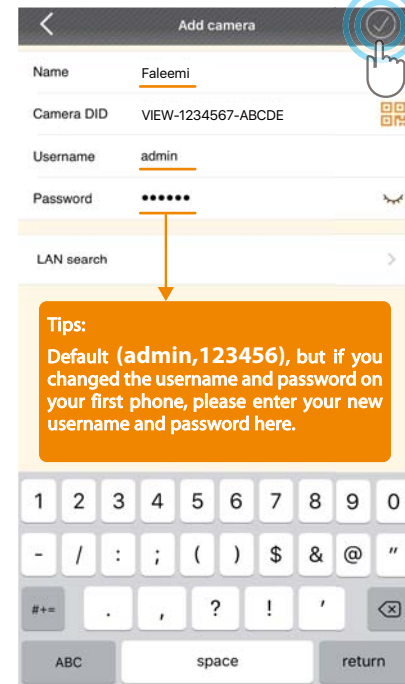 Add camera
Name Faleemi
Camera DID VIEW-1234567-ABCDE
Username admin
Password ••••••
LAN search
Tips:
Default (admin,123456), but if you
changed the username and password on
your first phone, please enter your new
username and password here.
1 2 3 4 5 6 7 8 9 0
- / : ; ( ) $ & @ "
#+= . , ? ! '
ABC space return